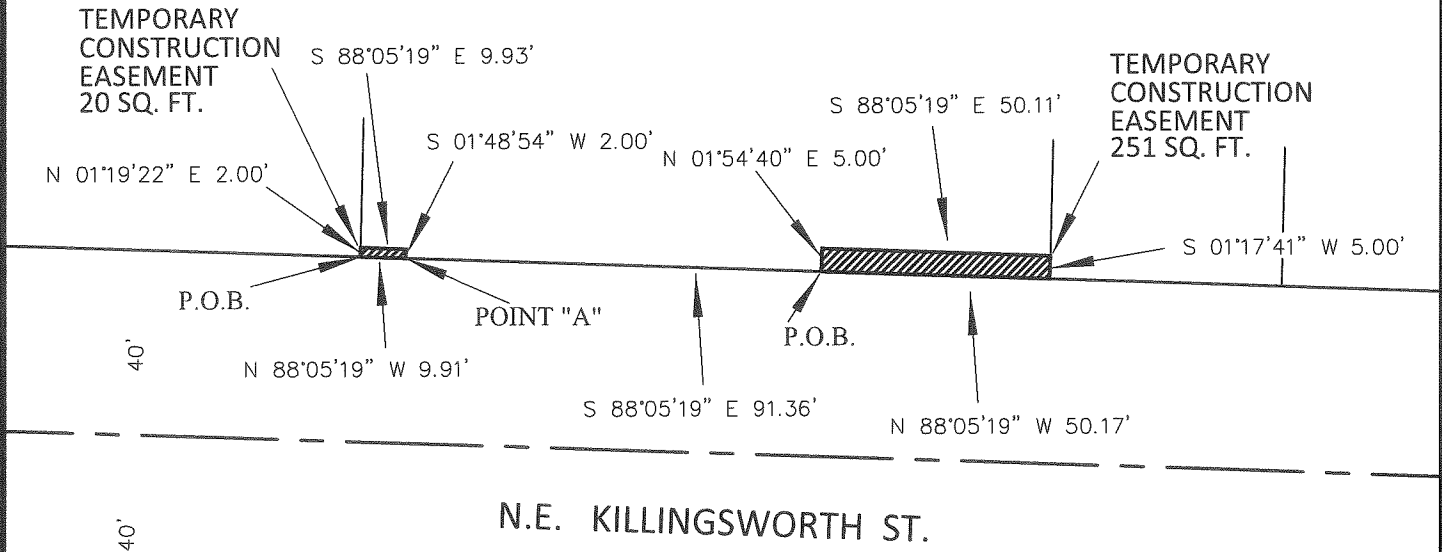 TEMPORARY
CONSTRUCTION
EASEMENT
20 SQ. FT.
S 88°05'19" E 9.93'
N 01°19'22" E 2.00'
S 01°48'54" W 2.00'
P.O.B.
POINT "A"
N 88°05'19" W 9.91'
S 88°05'19" E 91.36'
N 01°54'40" E 5.00'
S 88°05'19" E 50.11'
TEMPORARY
CONSTRUCTION
EASEMENT
251 SQ. FT.
S 01°17'41" W 5.00'
P.O.B.
N 88°05'19" W 50.17'
40'
40'
N.E. KILLINGSWORTH ST.